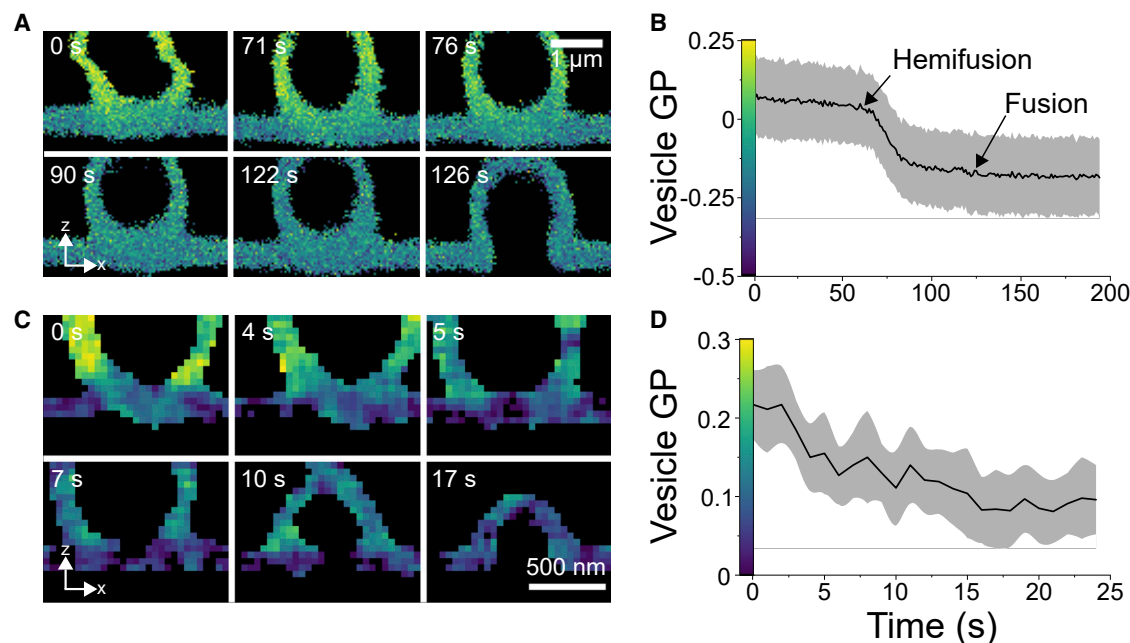 A
0 s
71 s
76 s
1 µm
90 s
122 s
126 s
z
x
B
Vesicle GP
0.25
0
-0.25
-0.5
Hemifusion
Fusion
0
50
100
150
200
C
0 s
4 s
5 s
7 s
10 s
17 s
z
x
500 nm
D
Vesicle GP
0.3
0.2
0.1
0
0
5
10
15
20
25
Time (s)